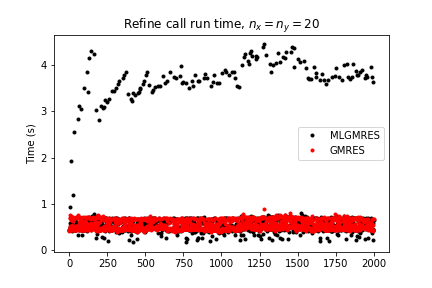 Refine call run time, $n_x = n_y = 20$
Time (s)
4
3
2
1
0
MLGMRES
GMRES
0 250 500 750 1000 1250 1500 1750 2000